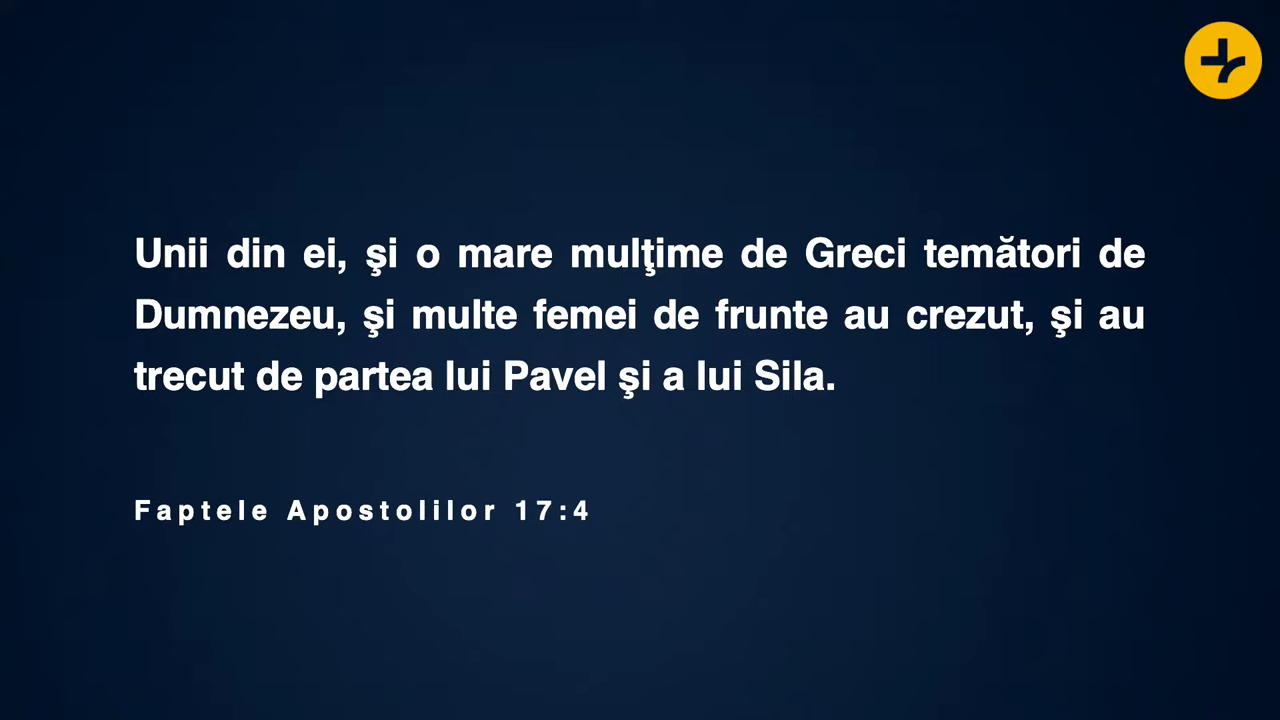 Unii din ei, şi o mare mulţime de Greci temători de
Dumnezeu, şi multe femei de frunte au crezut, şi au
trecut de partea lui Pavel şi a lui Sila.
Faptele Apostolilor 17:4